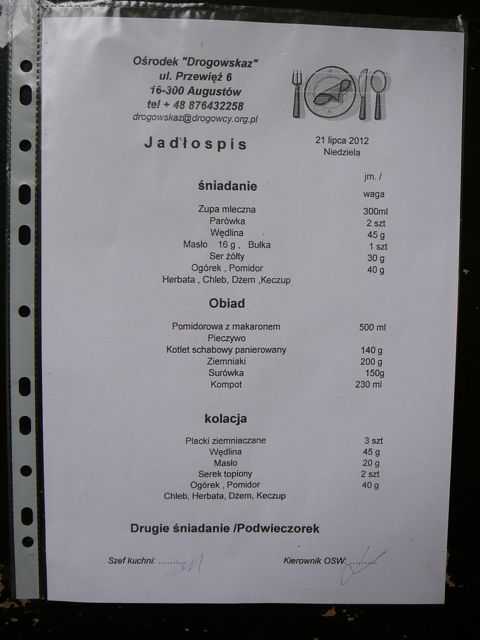 Ośrodek "Drogowskaz"
ul. Przewięź 6
16-300 Augustów
tel + 48 876432258
drogowskaz@drogowcy.org.pl
Jadłospis
21 lipca 2012
Niedziela
jm. /
śniadanie waga
Zupa mleczna 300ml
Parówka 2 szt
Wędlina 45 g
Masło 16 g , Bułka 1 szt
Ser żółty 30 g
Ogórek , Pomidor 40 g
Herbata , Chleb, Dżem ,Keczup
Obiad
Pomidorowa z makaronem 500 ml
Pieczywo
Kotlet schabowy panierowany 140 g
Ziemniaki 200 g
Surówka 150g
Kompot 230 ml
kolacja
Placki ziemniaczane 3 szt
Wędlina 45 g
Masło 20 g
Serek topiony 2 szt
Ogórek , Pomidor 40 g
Chleb, Herbata, Dżem, Keczup
Drugie śniadanie /Podwieczorek
Szef kuchni: .......... Kierownik OSW:...........